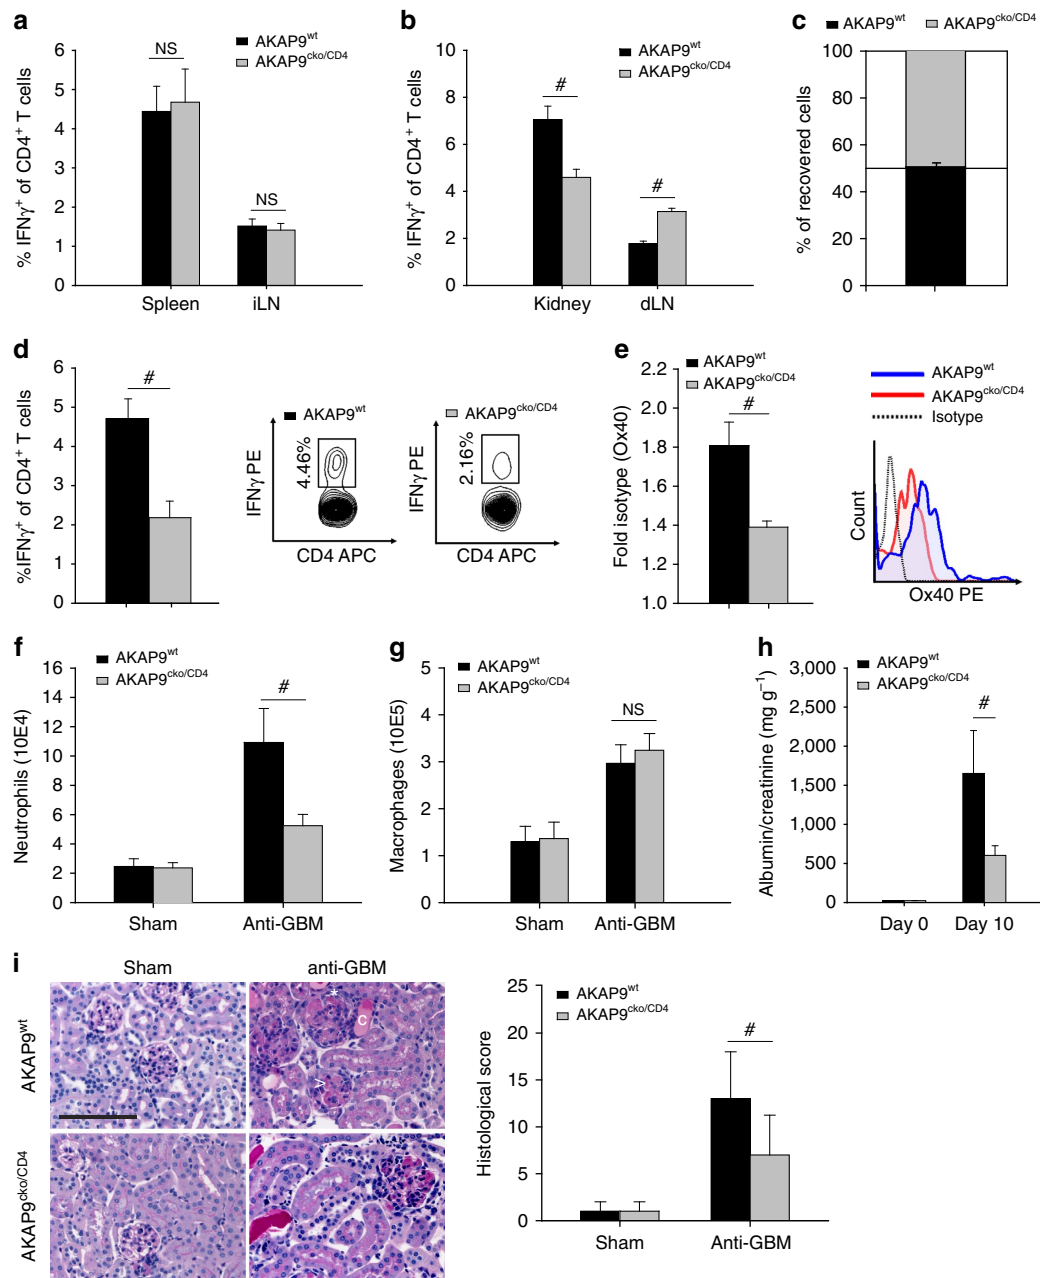 a
AKAP9wt
AKAP9cko/CD4
NS
NS
% IFNγ+ of CD4+ T cells
6
5
4
3
2
1
0
Spleen iLN
b
AKAP9wt
AKAP9cko/CD4
#
#
% IFNγ+ of CD4+ T cells
10
8
6
4
2
0
Kidney dLN
c
AKAP9wt AKAP9cko/CD4
% of recovered cells
100
80
60
40
20
0
d
#
%IFNγ+ of CD4+ T cells
6
5
4
3
2
1
0
AKAP9wt
4.46%
IFNγ PE
CD4 APC
AKAP9cko/CD4
2.16%
IFNγ PE
CD4 APC
e
AKAP9wt
AKAP9cko/CD4
#
Fold isotype (Ox40)
2.2
2.0
1.8
1.6
1.4
1.2
1.0
AKAP9wt
AKAP9cko/CD4
Isotype
Count
Ox40 PE
f
AKAP9wt
AKAP9cko/CD4
#
Neutrophils (10E4)
16
14
12
10
8
6
4
2
0
Sham Anti-GBM
g
AKAP9wt
AKAP9cko/CD4
NS
Macrophages (10E5)
5
4
3
2
1
0
Sham Anti-GBM
h
AKAP9wt
AKAP9cko/CD4
#
Albumin/creatinine (mg g−1)
3,000
2,500
2,000
1,500
1,000
500
0
Day 0 Day 10
i
Sham anti-GBM
AKAP9wt
*
C
>
AKAP9cko/CD4
AKAP9wt
AKAP9cko/CD4
#
Histological score
25
20
15
10
5
0
Sham Anti-GBM